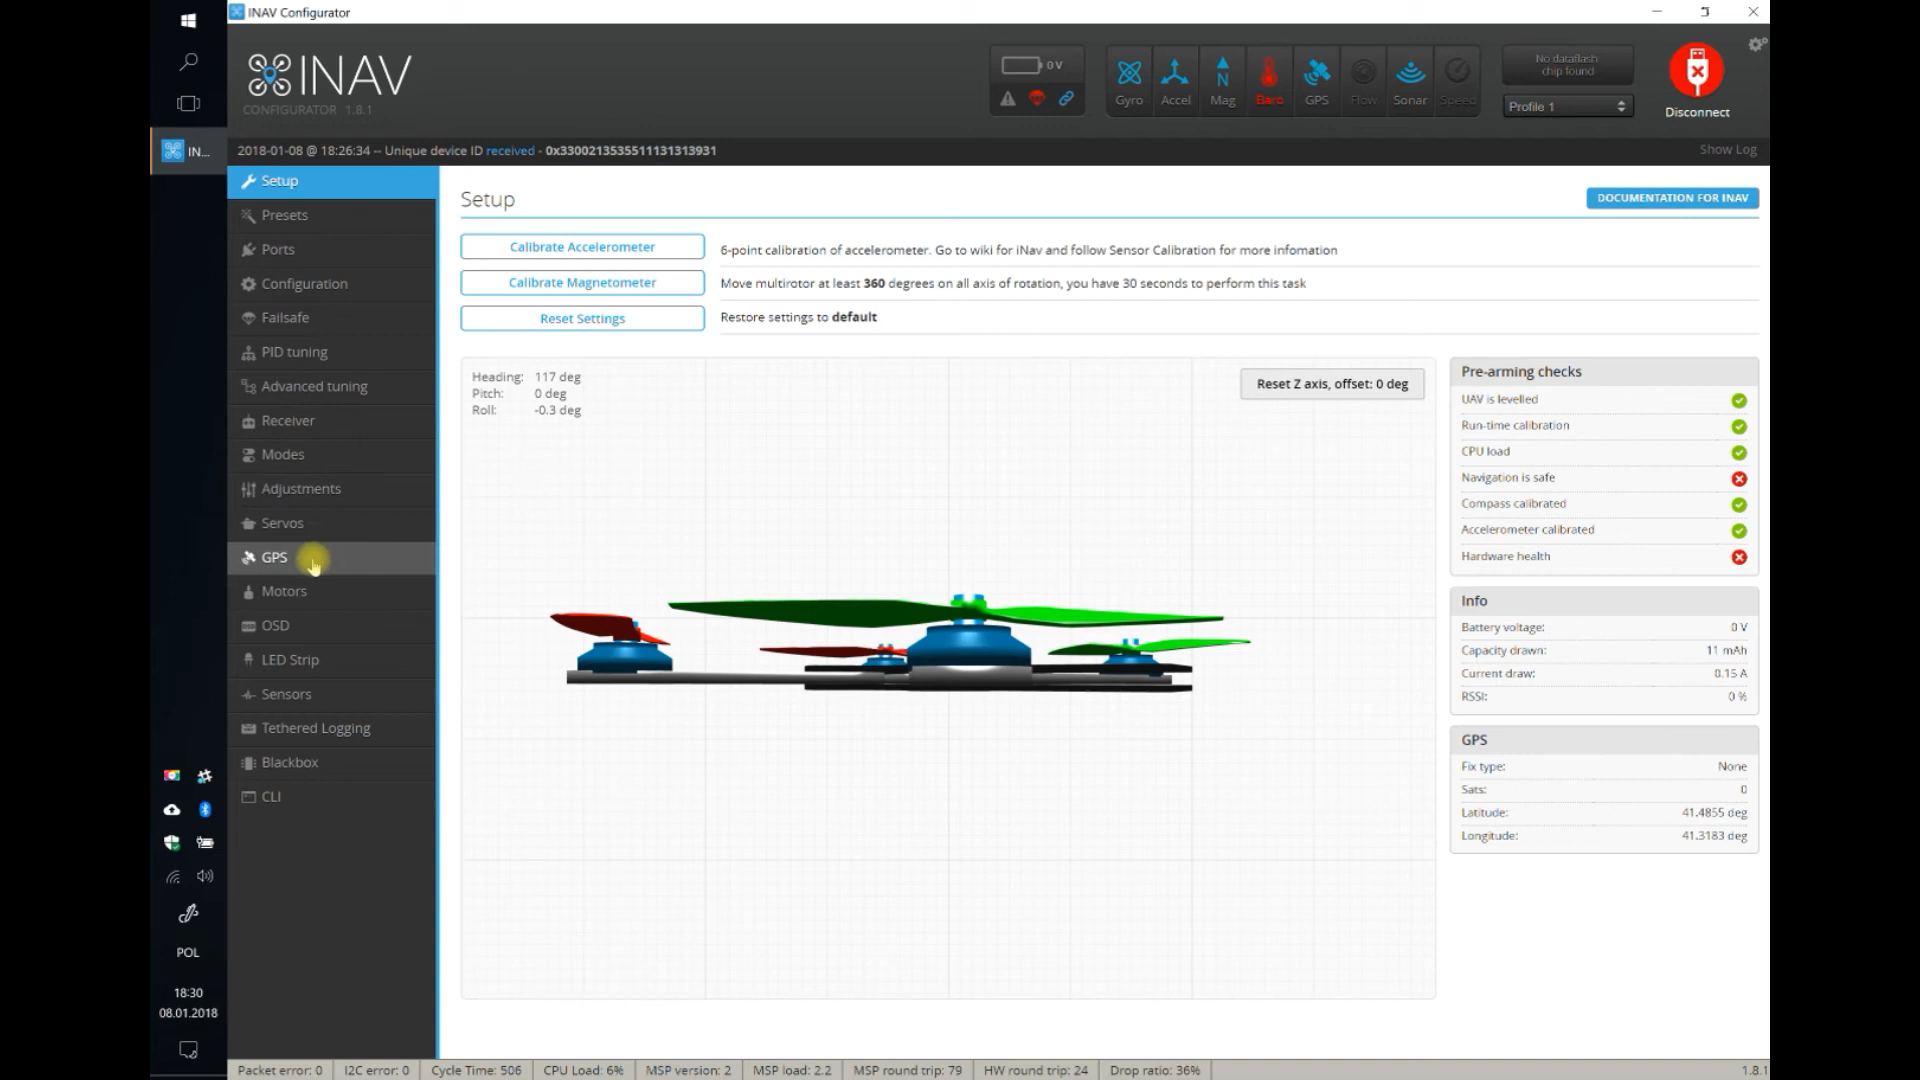 INAV Configurator
INAV
CONFIGURATOR 1.8.1
0 V
Gyro
Accel
Mag
Baro
GPS
Flow
Sonar
Speed
No dataflash
chip found
Profile 1
Disconnect
IN...
2018-01-08 @ 18:26:34 -- Unique device ID received - 0x3300213535511131313931
Show Log
Setup
Presets
Ports
Configuration
Failsafe
PID tuning
Advanced tuning
Receiver
Modes
Adjustments
Servos
GPS
Motors
OSD
LED Strip
Sensors
Tethered Logging
Blackbox
CLI
Setup
DOCUMENTATION FOR INAV
Calibrate Accelerometer
6-point calibration of accelerometer. Go to wiki for iNav and follow Sensor Calibration for more infomation
Calibrate Magnetometer
Move multirotor at least 360 degrees on all axis of rotation, you have 30 seconds to perform this task
Reset Settings
Restore settings to default
Heading: 117 deg
Pitch: 0 deg
Roll: -0.3 deg
Reset Z axis, offset: 0 deg
Pre-arming checks
UAV is levelled
Run-time calibration
CPU load
Navigation is safe
Compass calibrated
Accelerometer calibrated
Hardware health
Info
Battery voltage: 0 V
Capacity drawn: 11 mAh
Current draw: 0.15 A
RSSI: 0 %
GPS
Fix type: None
Sats: 0
Latitude: 41.4855 deg
Longitude: 41.3183 deg
POL
18:30
08.01.2018
Packet error: 0
I2C error: 0
Cycle Time: 506
CPU Load: 6%
MSP version: 2
MSP load: 2.2
MSP round trip: 79
HW round trip: 24
Drop ratio: 36%
1.8.1